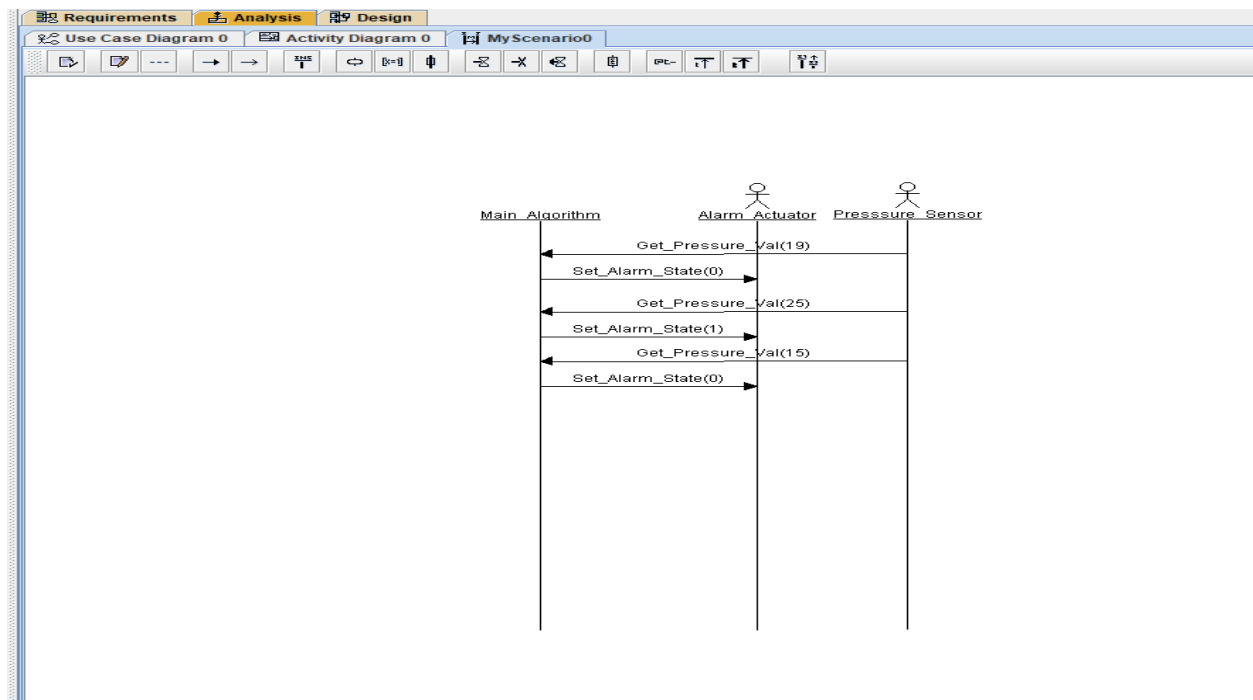 Requirements Analysis Design
Use Case Diagram 0 Activity Diagram 0 MyScenario0
Main_Algorithm Alarm_Actuator Presssure_Sensor
Get_Pressure_Val(19)
Set_Alarm_State(0)
Get_Pressure_Val(25)
Set_Alarm_State(1)
Get_Pressure_Val(15)
Set_Alarm_State(0)